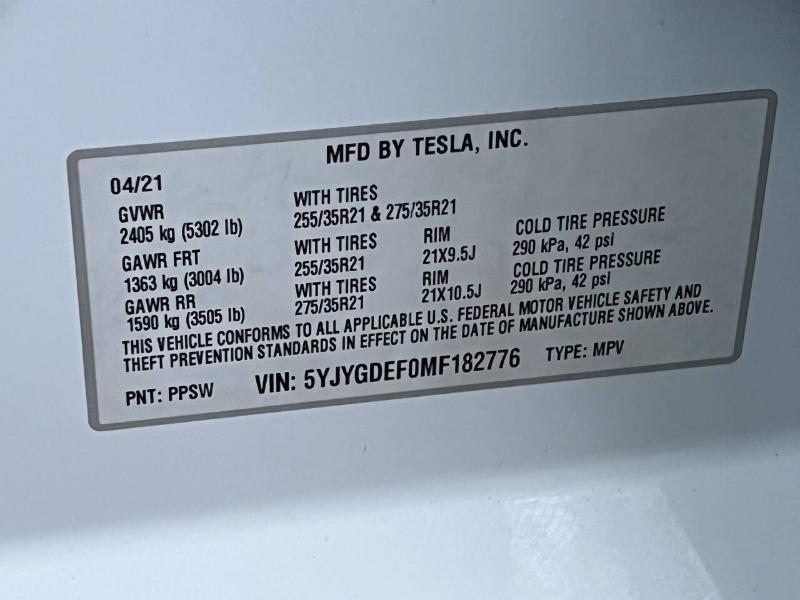 MFD BY TESLA, INC.
04/21
GVWR WITH TIRES
2405 kg (5302 lb) 255/35R21 & 275/35R21
GAWR FRT WITH TIRES RIM COLD TIRE PRESSURE
1363 kg (3004 lb) 255/35R21 21X9.5J 290 kPa, 42 psi
GAWR RR WITH TIRES RIM COLD TIRE PRESSURE
1590 kg (3505 lb) 275/35R21 21X10.5J 290 kPa, 42 psi
THIS VEHICLE CONFORMS TO ALL APPLICABLE U.S. FEDERAL MOTOR VEHICLE SAFETY AND
THEFT PREVENTION STANDARDS IN EFFECT ON THE DATE OF MANUFACTURE SHOWN ABOVE.
PNT: PPSW VIN: 5YJYGDEF0MF182776 TYPE: MPV